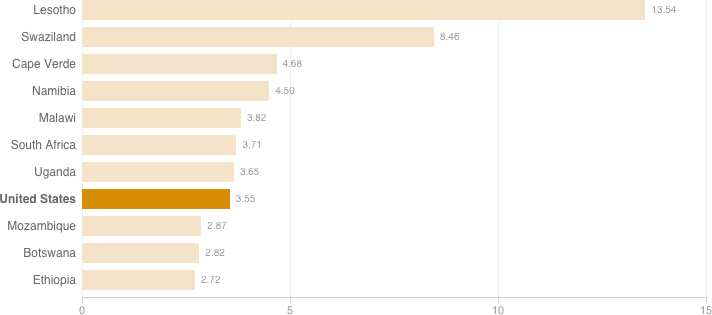 Lesotho 13.54
Swaziland 8.46
Cape Verde 4.68
Namibia 4.50
Malawi 3.82
South Africa 3.71
Uganda 3.65
United States 3.55
Mozambique 2.87
Botswana 2.82
Ethiopia 2.72
0 5 10 15